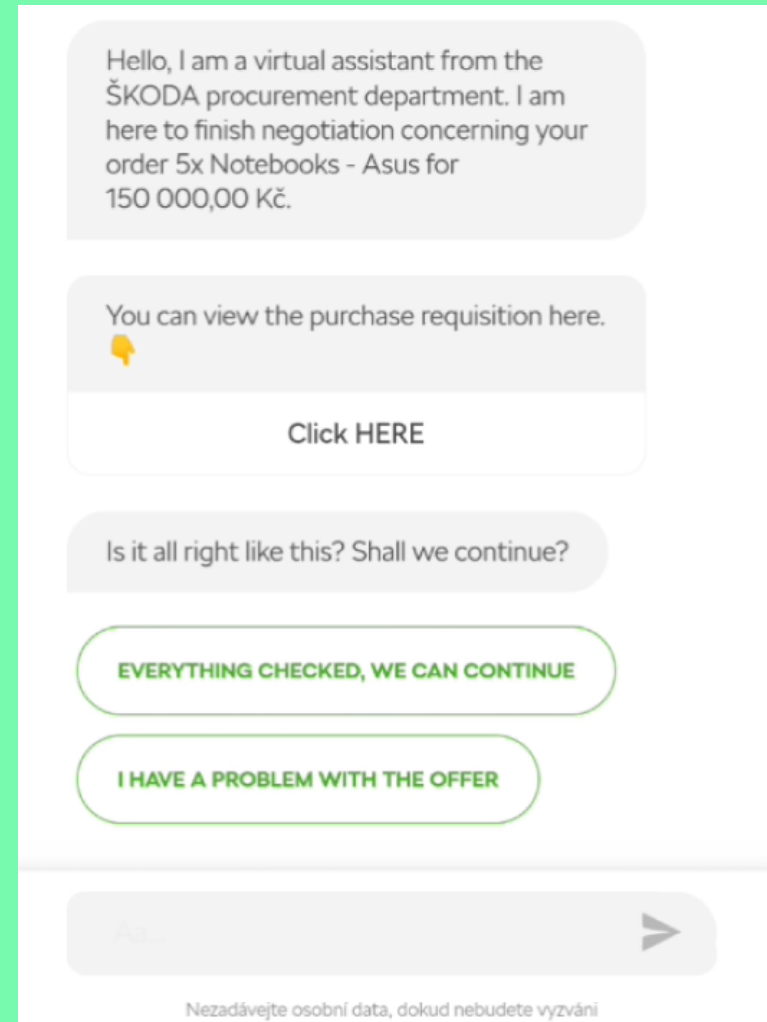 Hello, I am a virtual assistant from the
ŠKODA procurement department. I am
here to finish negotiation concerning your
order 5x Notebooks - Asus for
150 000,00 Kč.
You can view the purchase requisition here.
👇
Click HERE
Is it all right like this? Shall we continue?
EVERYTHING CHECKED, WE CAN CONTINUE
I HAVE A PROBLEM WITH THE OFFER
Aa...
Nezadávejte osobní data, dokud nebudete vyzváni